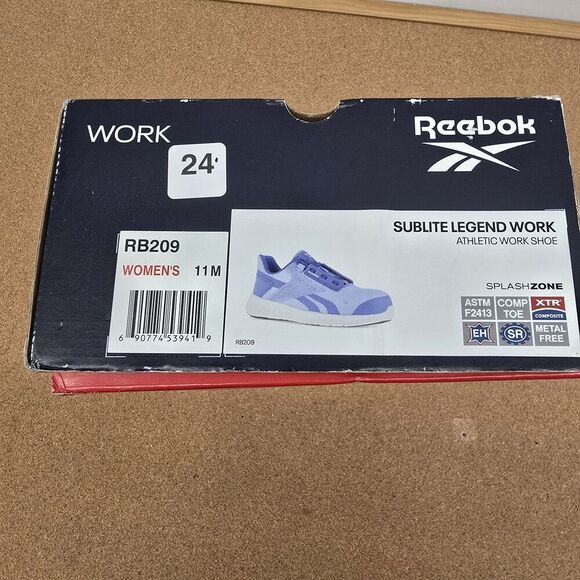 WORK
24
Reebok
RB209
WOMEN'S 11 M
6 90774 53941 9
RB209
SUBLITE LEGEND WORK
ATHLETIC WORK SHOE
SPLASHZONE
ASTM F2413
COMP TOE
XTR
COMPOSITE
EH
SR
METAL FREE